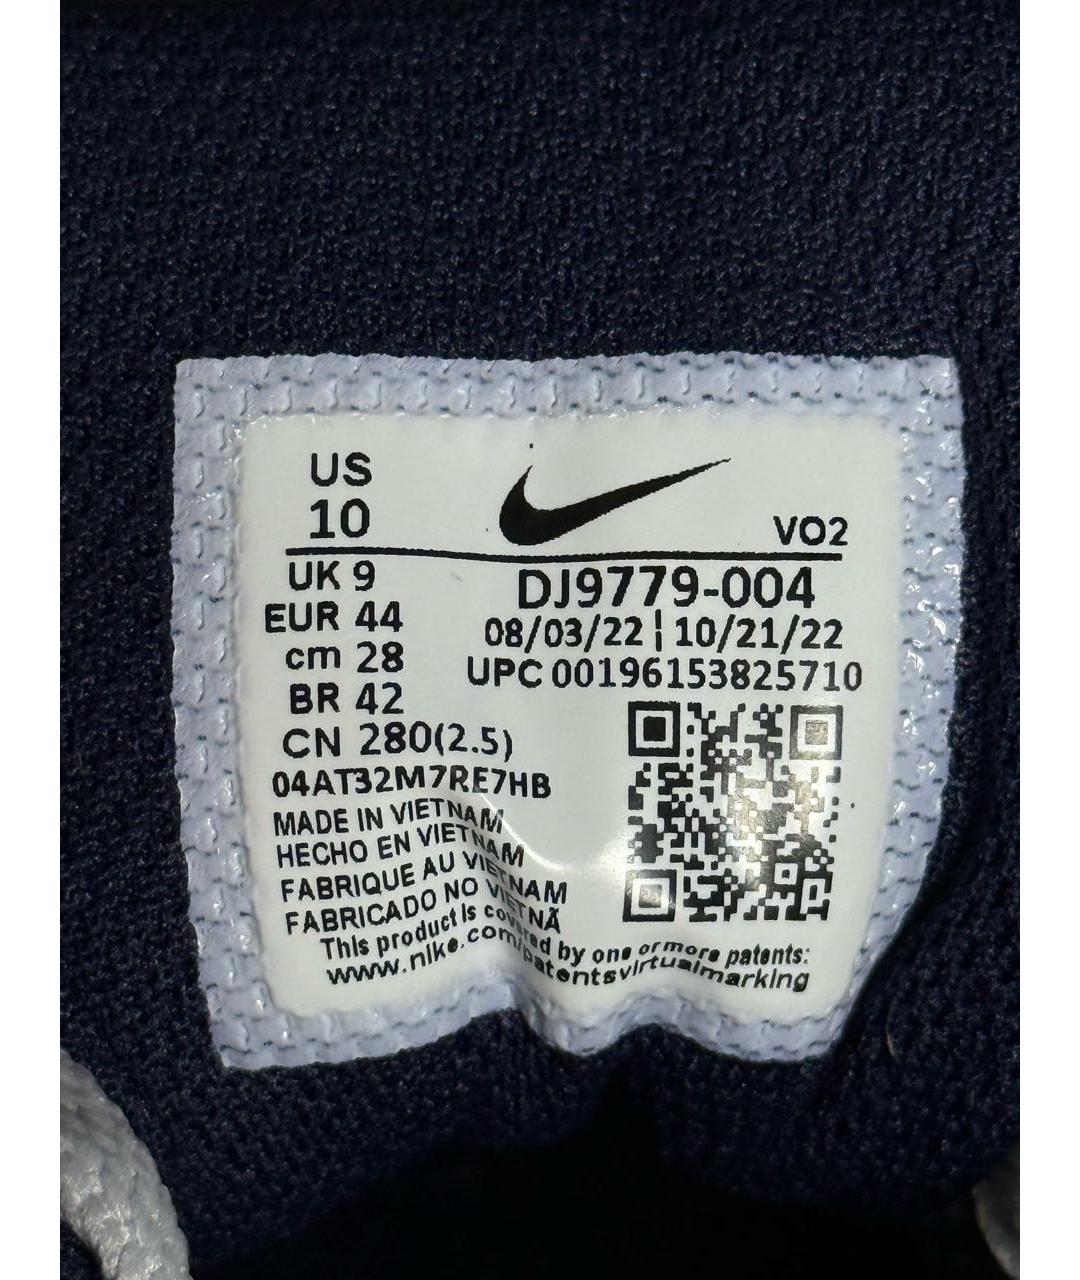 US
10
VO2
UK 9
EUR 44
cm 28
BR 42
CN 280(2.5)
DJ9779-004
08/03/22 ¦ 10/21/22
UPC 00196153825710
04AT32M7RE7HB
MADE IN VIETNAM
HECHO EN VIETNAM
FABRIQUE AU VIETNAM
FABRICADO NO VIETNÃ
This product is covered by one or more patents:
www.nike.com/patentsvirtualmarking